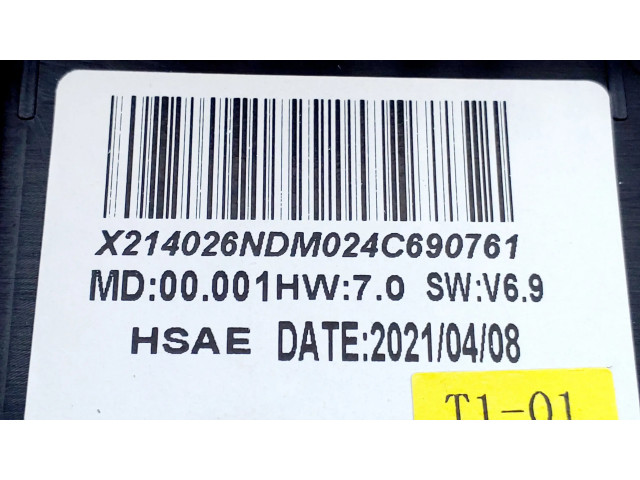 X214026NDM024C690761
MD:00.001HW:7.0 SW:V6.9
HSAE DATE:2021/04/08
T1-01